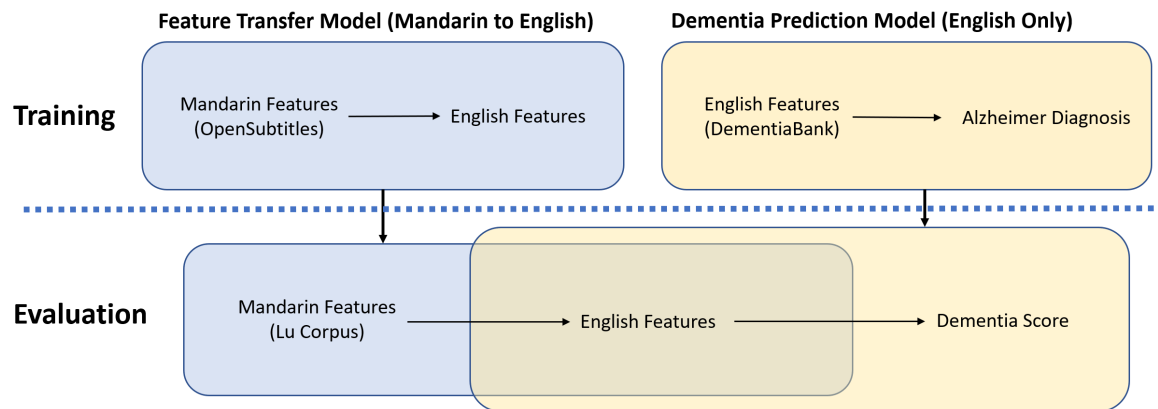 Feature Transfer Model (Mandarin to English)
Dementia Prediction Model (English Only)
Training
Mandarin Features
(OpenSubtitles)
English Features
English Features
(DementiaBank)
Alzheimer Diagnosis
Evaluation
Mandarin Features
(Lu Corpus)
English Features
Dementia Score